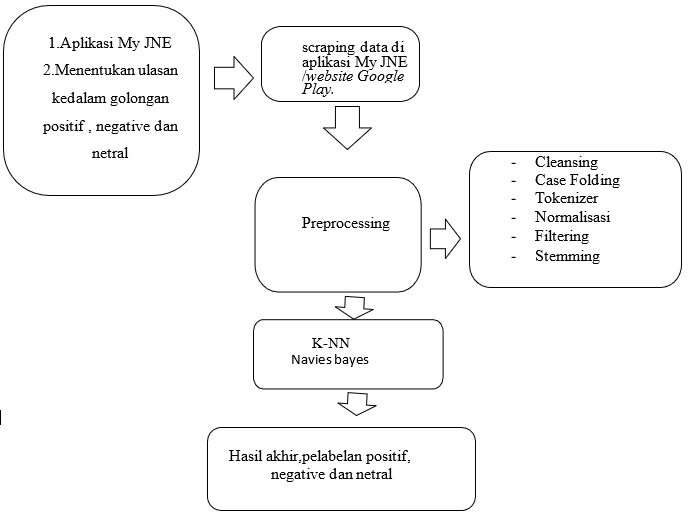 1.Aplikasi My JNE
2.Menentukan ulasan
kedalam golongan
positif , negative dan
netral
scraping data di
aplikasi My JNE
/website Google
Play.
Preprocessing
- Cleansing
- Case Folding
- Tokenizer
- Normalisasi
- Filtering
- Stemming
K-NN
Navies bayes
Hasil akhir,pelabelan positif,
negative dan netral